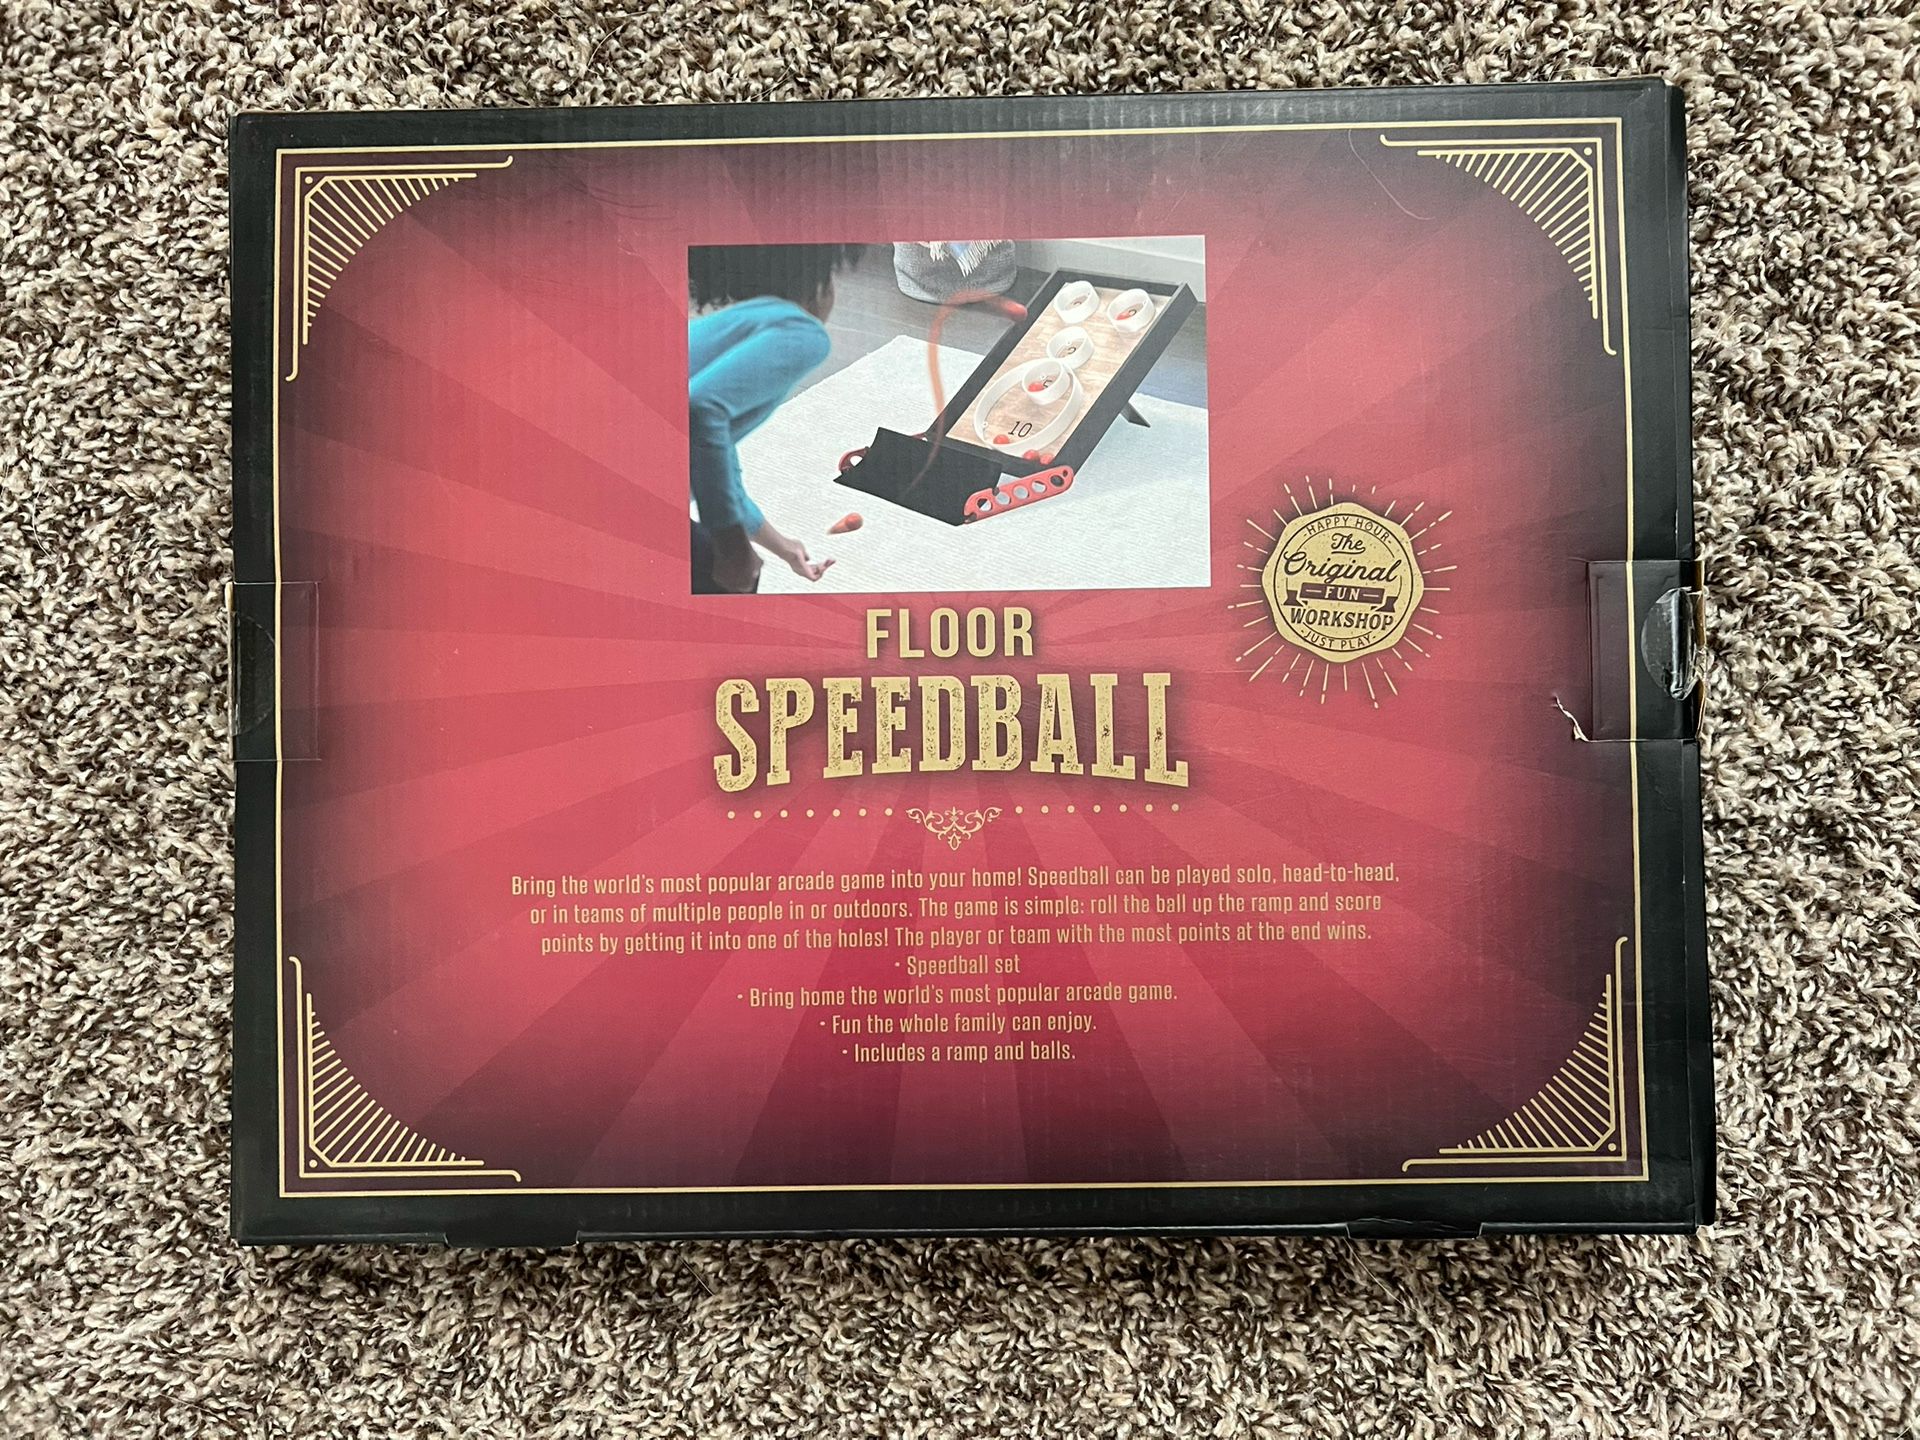 10
FLOOR
SPEEDBALL
·HAPPY HOUR·
The
Original
FUN
WORKSHOP
·JUST PLAY·
Bring the world's most popular arcade game into your home! Speedball can be played solo, head-to-head,
or in teams of multiple people in or outdoors. The game is simple: roll the ball up the ramp and score
points by getting it into one of the holes! The player or team with the most points at the end wins.
· Speedball set
· Bring home the world's most popular arcade game.
· Fun the whole family can enjoy.
· Includes a ramp and balls.